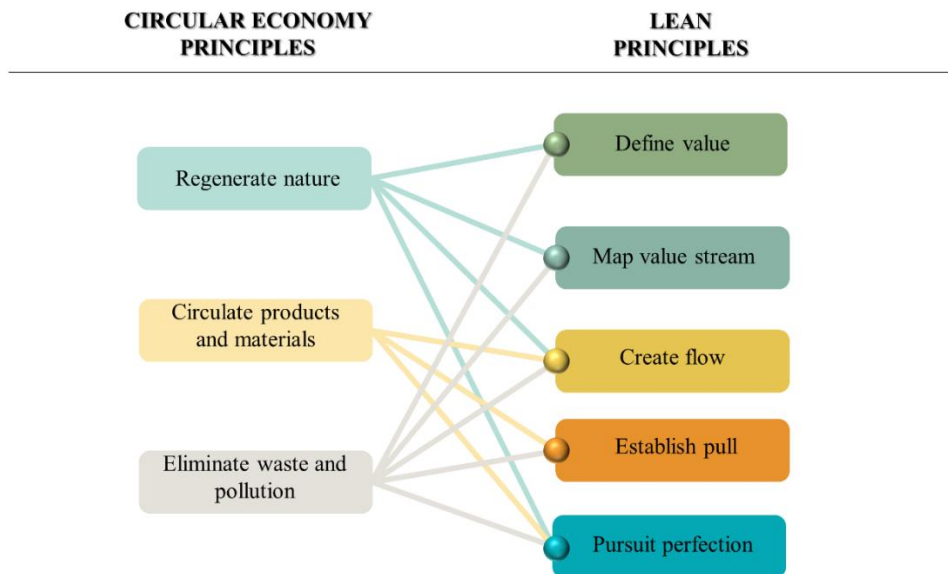 CIRCULAR ECONOMY
PRINCIPLES
LEAN
PRINCIPLES
Regenerate nature
Circulate products
and materials
Eliminate waste and
pollution
Define value
Map value stream
Create flow
Establish pull
Pursuit perfection